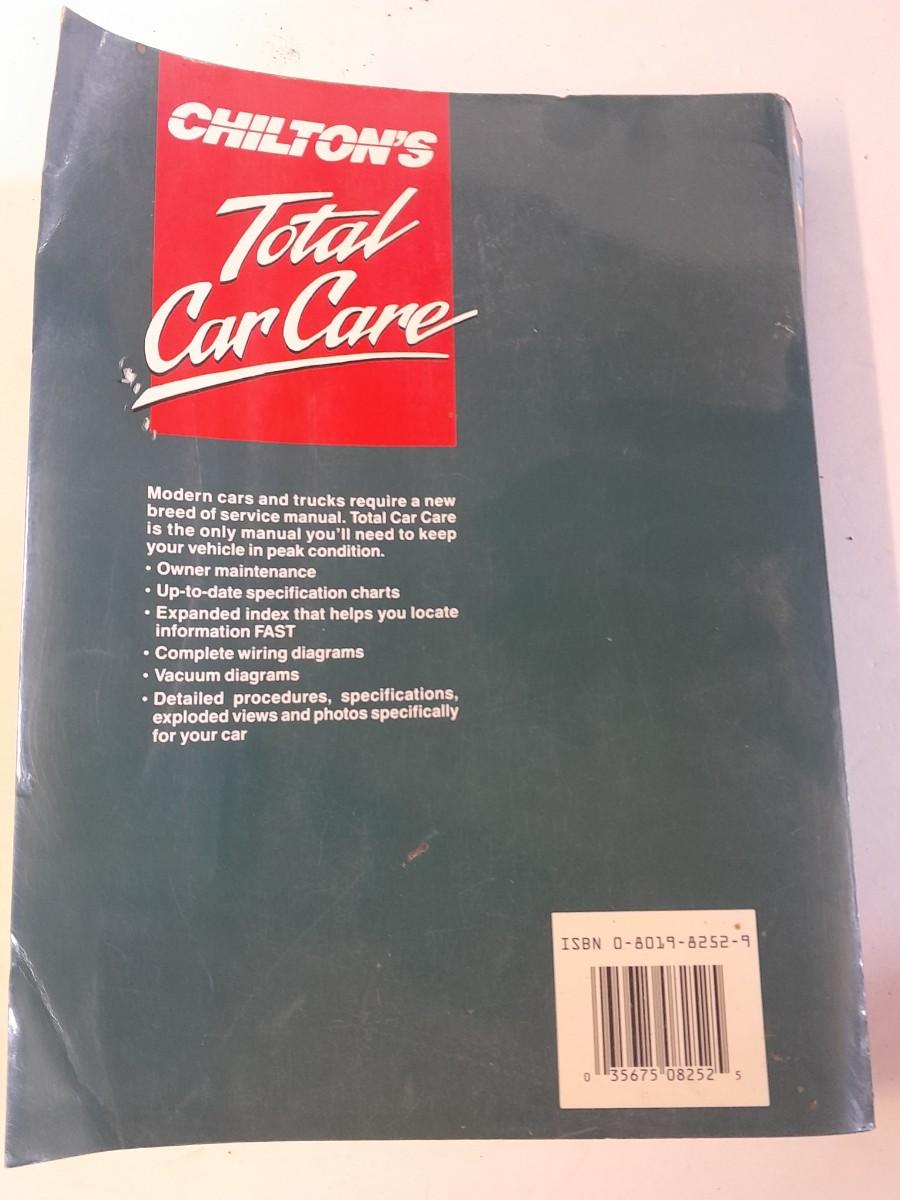 CHILTON'S
Total
Car Care
Modern cars and trucks require a new
breed of service manual. Total Car Care
is the only manual you'll need to keep
your vehicle in peak condition.
• Owner maintenance
• Up-to-date specification charts
• Expanded index that helps you locate
information FAST
• Complete wiring diagrams
• Vacuum diagrams
• Detailed procedures, specifications,
exploded views and photos specifically
for your car
ISBN 0-8019-8252-9
0 35675 08252 5